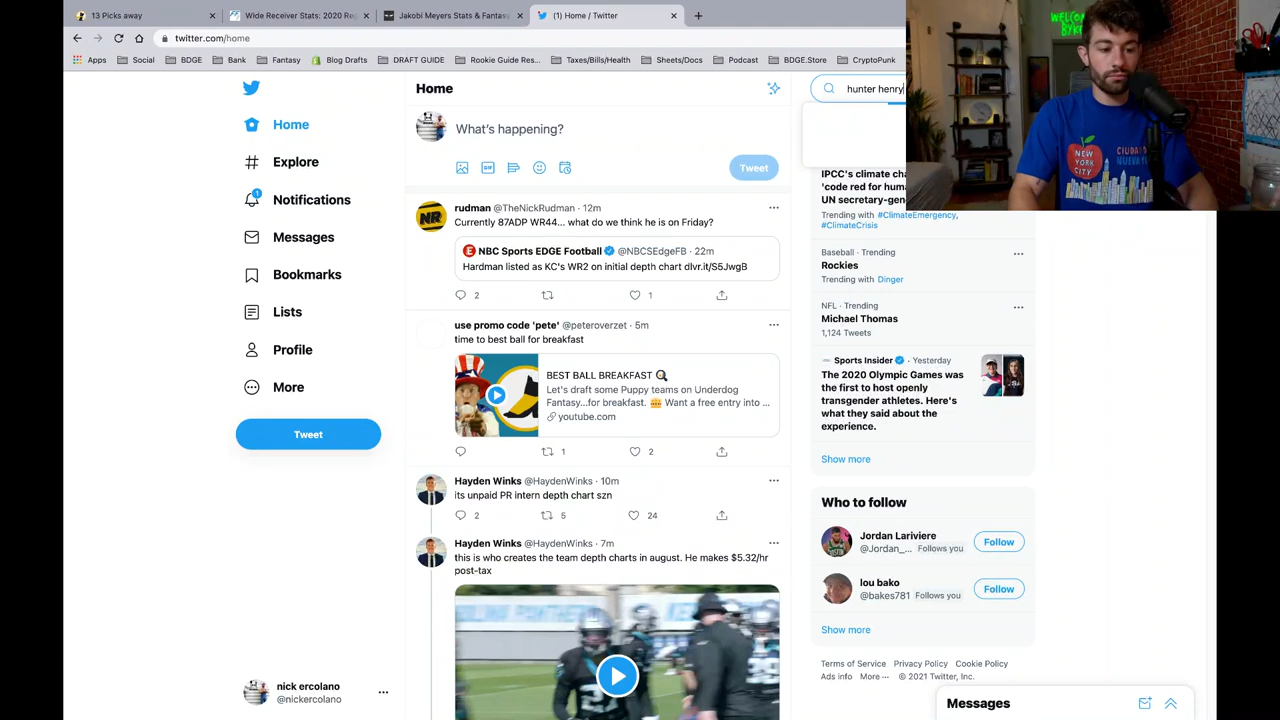 13 Picks away
Wide Receiver Stats: 2020 Reg
Jakobi Meyers Stats & Fantasy
(1) Home / Twitter
twitter.com/home
Apps
Social
BDGE
Bank
Fantasy
Blog Drafts
DRAFT GUIDE
Rookie Guide Res...
Taxes/Bills/Health
Sheets/Docs
Podcast
BDGE.Store
CryptoPunk
Home
Explore
1
Notifications
Messages
Bookmarks
Lists
Profile
More
Tweet
nick ercolano
@nickercolano
Home
What's happening?
Tweet
NR
rudman @TheNickRudman · 12m
Currently 87ADP WR44... what do we think he is on Friday?
NBC Sports EDGE Football @NBCSEdgeFB · 22m
Hardman listed as KC's WR2 on initial depth chart dlvr.it/S5JwgB
2
1
use promo code 'pete' @peteroverzet · 5m
time to best ball for breakfast
BEST BALL BREAKFAST 🍳
Let's draft some Puppy teams on Underdog
Fantasy...for breakfast. 🥞 Want a free entry into ...
youtube.com
1
2
Hayden Winks @HaydenWinks · 10m
its unpaid PR intern depth chart szn
2
5
24
Hayden Winks @HaydenWinks · 7m
this is who creates the team depth charts in august. He makes $5.32/hr
post-tax
hunter henry
IPCC's climate cha
'code red for huma
UN secretary-gen
Trending with #ClimateEmergency,
#ClimateCrisis
Baseball · Trending
Rockies
Trending with Dinger
NFL · Trending
Michael Thomas
1,124 Tweets
Sports Insider · Yesterday
The 2020 Olympic Games was
the first to host openly
transgender athletes. Here's
what they said about the
experience.
Show more
Who to follow
Jordan Lariviere
@Jordan_... Follows you
Follow
lou bako
@bakes781 Follows you
Follow
Show more
Terms of Service Privacy Policy Cookie Policy
Ads info More ··· © 2021 Twitter, Inc.
Messages
NEW YORK
CITY
CIUDAD
NUEVA